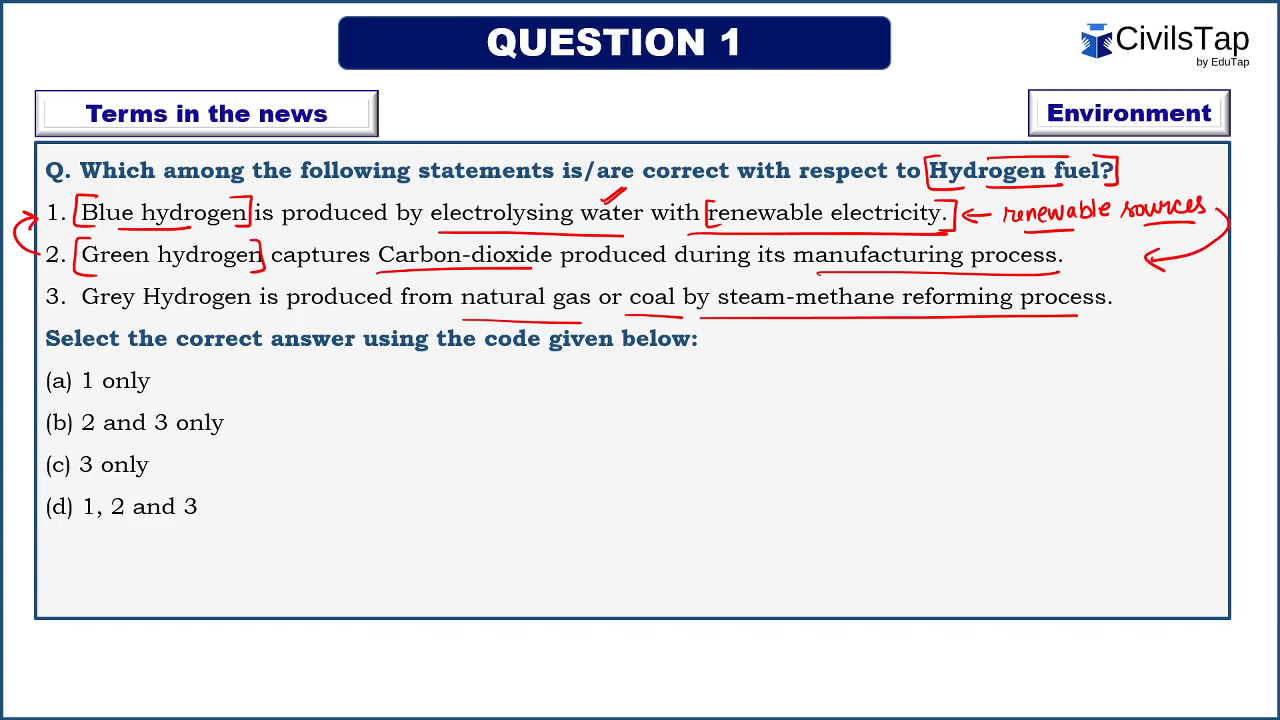 QUESTION 1
CivilsTap
by EduTap
Terms in the news
Environment
Q. Which among the following statements is/are correct with respect to Hydrogen fuel?
1. Blue hydrogen is produced by electrolysing water with renewable electricity. renewable sources
2. Green hydrogen captures Carbon-dioxide produced during its manufacturing process.
3. Grey Hydrogen is produced from natural gas or coal by steam-methane reforming process.
Select the correct answer using the code given below:
(a) 1 only
(b) 2 and 3 only
(c) 3 only
(d) 1, 2 and 3